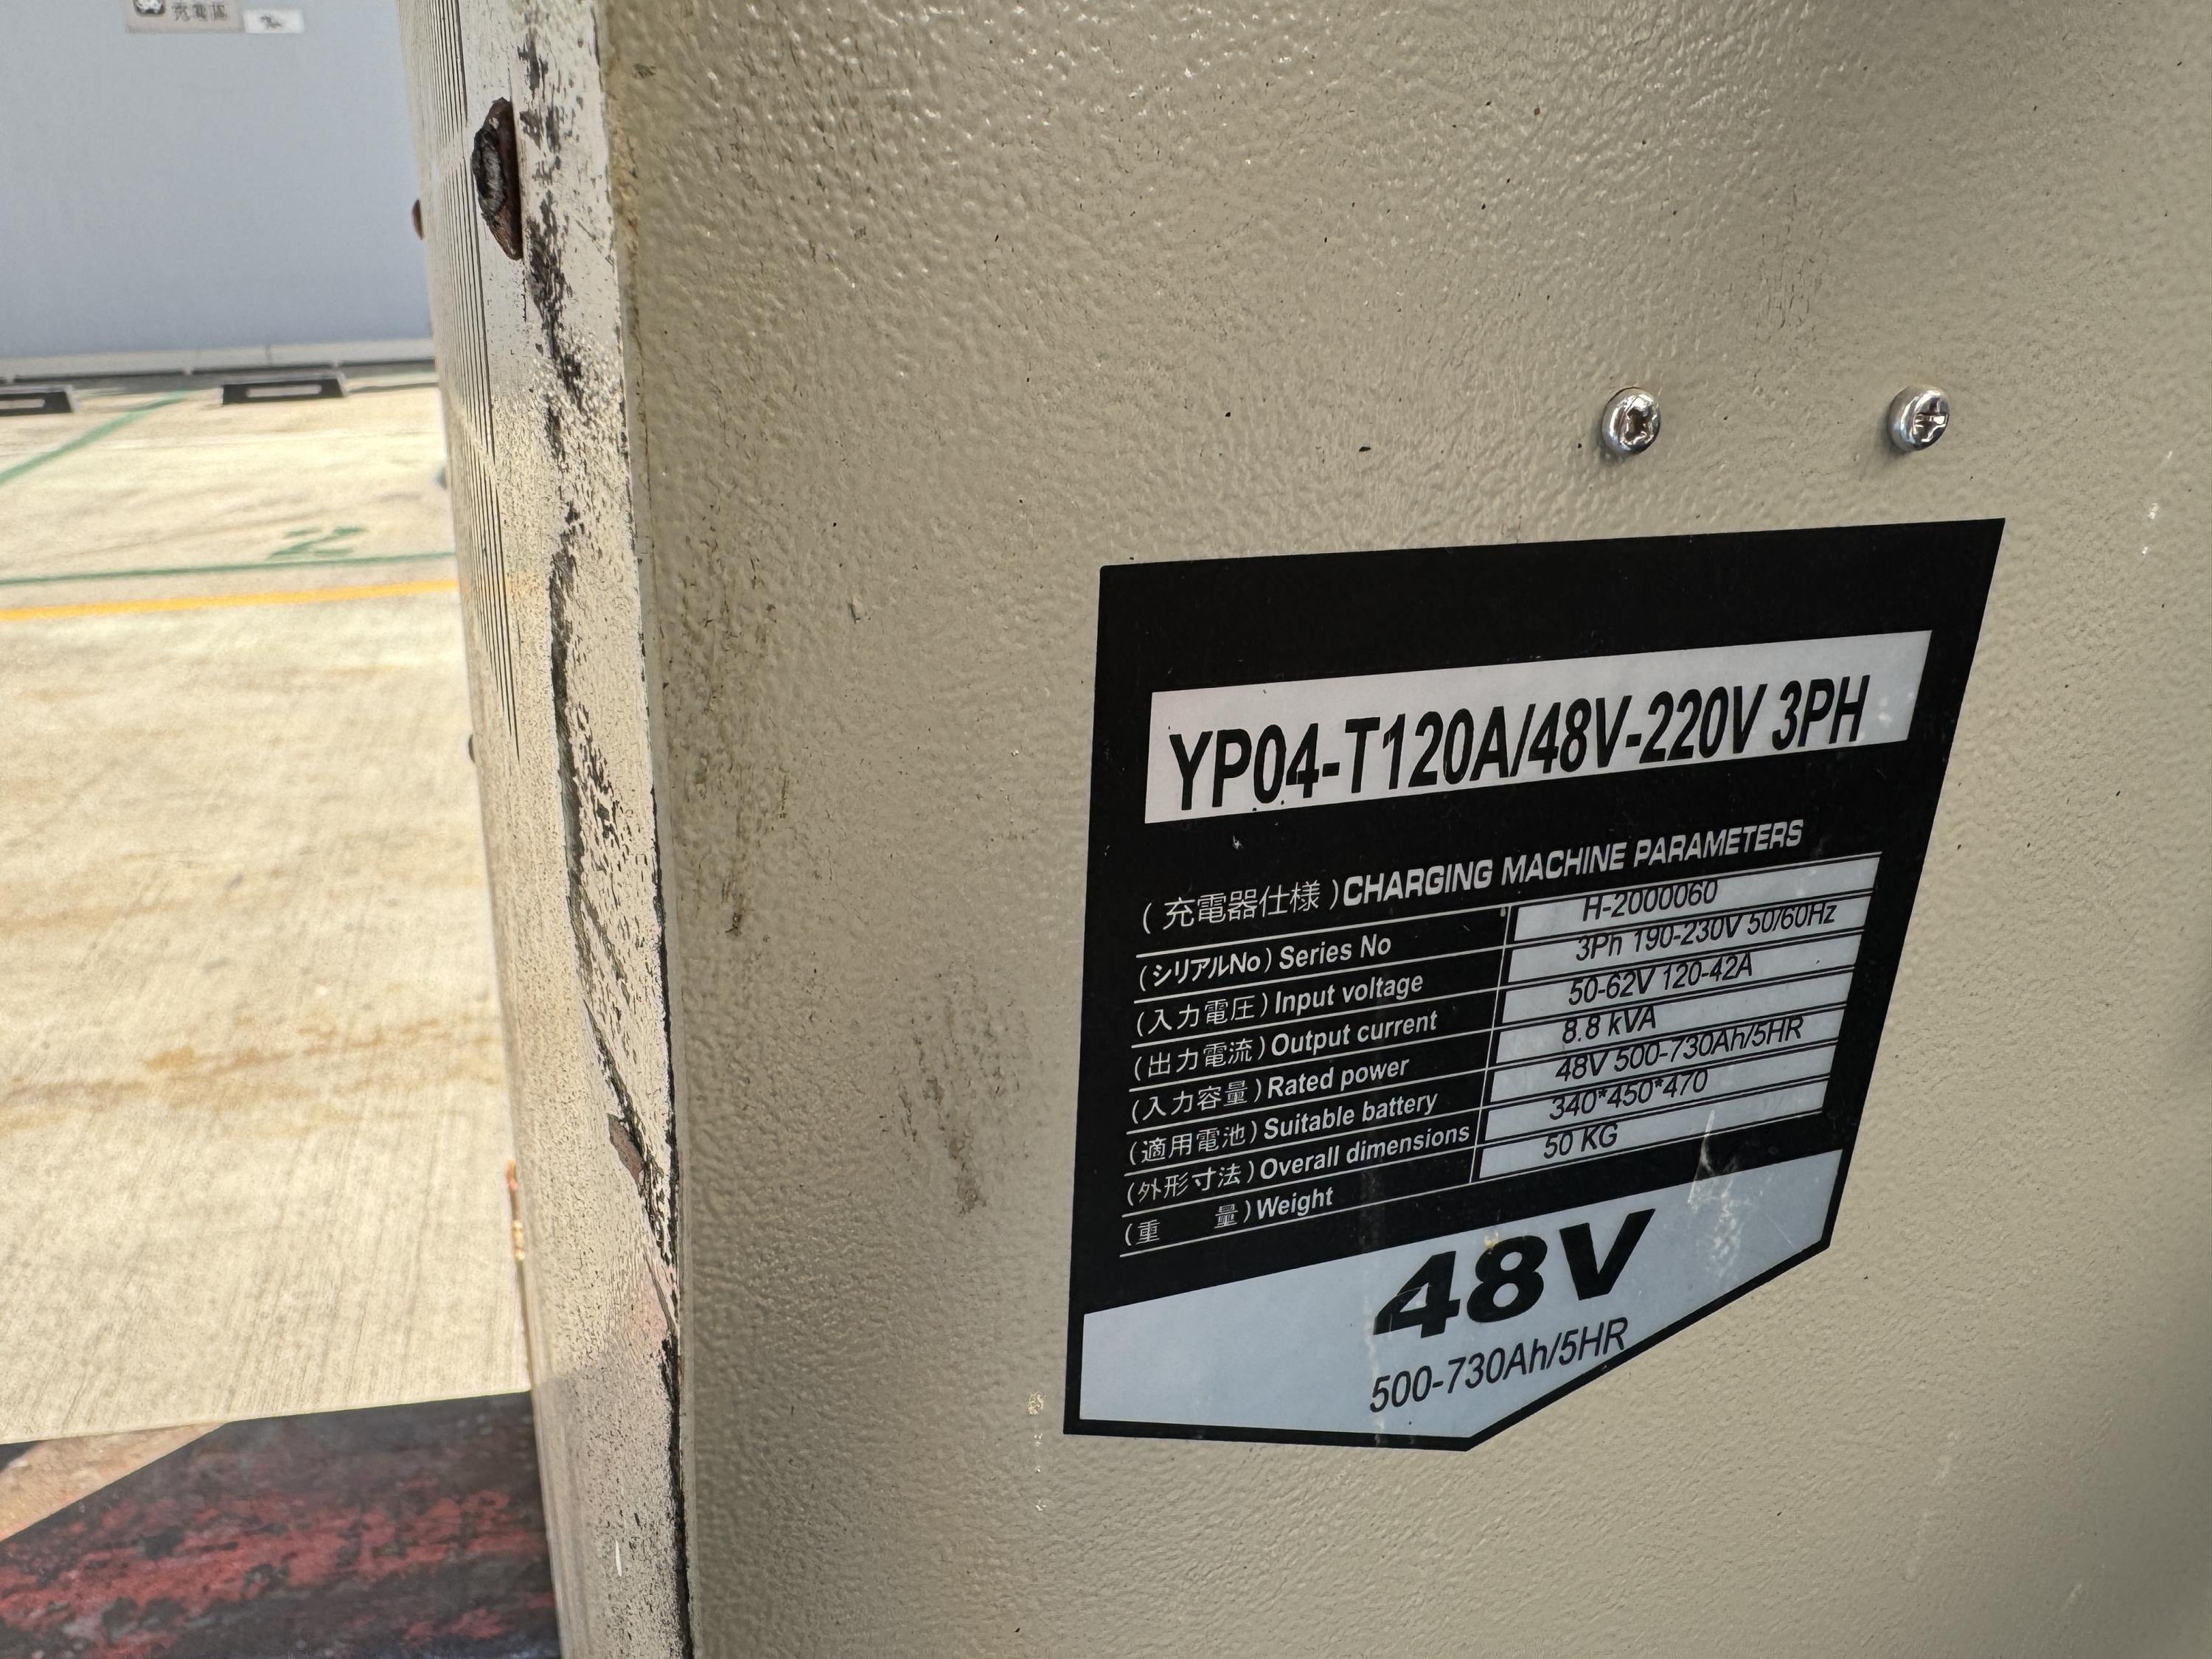 充電器
YP04-T120A/48V-220V 3PH
(充電器仕様)CHARGING MACHINE PARAMETERS
(シリアルNo) Series No H-2000060
(入力電圧) Input voltage 3Ph 190-230V 50/60Hz
(出力電流) Output current 50-62V 120-42A
(入力容量) Rated power 8.8 kVA
(適用電池) Suitable battery 48V 500-730Ah/5HR
(外形寸法) Overall dimensions 340*450*470
(重 量) Weight 50 KG
48V
500-730Ah/5HR